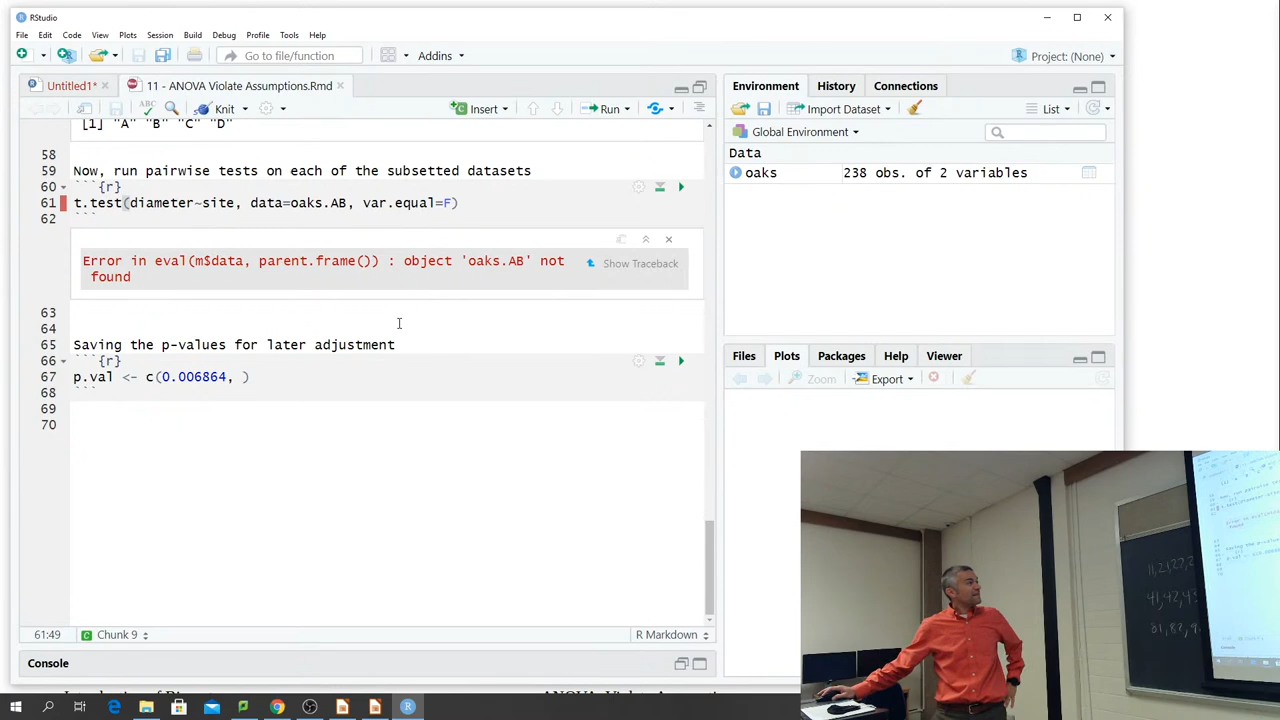 RStudio
File Edit Code View Plots Session Build Debug Profile Tools Help
Go to file/function Addins Project: (None)
Untitled1* 11 - ANOVA Violate Assumptions.Rmd
Knit Insert Run
[1] "A" "B" "C" "D"
58
59 Now, run pairwise tests on each of the subsetted datasets
60 ```{r}
61 t.test(diameter~site, data=oaks.AB, var.equal=F)
62 ```
Error in eval(m$data, parent.frame()) : object 'oaks.AB' not
found
Show Traceback
63
64
65 Saving the p-values for later adjustment
66 ```{r}
67 p.val <- c(0.006864, )
68 ```
69
70
61:49 Chunk 9 R Markdown
Console
Environment History Connections
Import Dataset List
Global Environment
Data
oaks 238 obs. of 2 variables
Files Plots Packages Help Viewer
Zoom Export